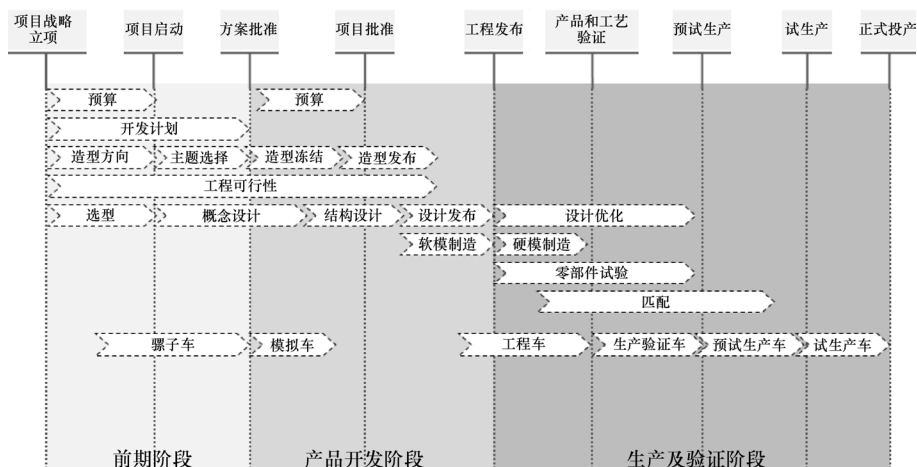 项目战略
立项
项目启动
方案批准
项目批准
工程发布
产品和工艺
验证
预试生产
试生产
正式投产
预算
预算
开发计划
造型方向
主题选择
造型冻结
造型发布
工程可行性
选型
概念设计
结构设计
设计发布
设计优化
软模制造
硬模制造
零部件试验
匹配
骡子车
模拟车
工程车
生产验证车
预试生产车
试生产车
前期阶段
产品开发阶段
生产及验证阶段